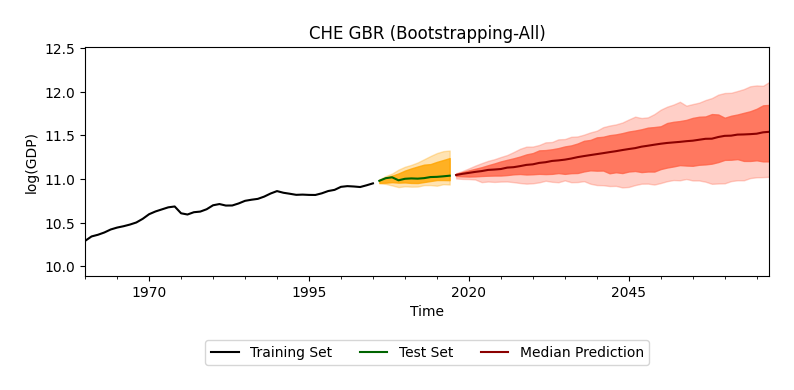 CHE GBR (Bootstrapping-All)
12.5
12.0
11.5
11.0
10.5
10.0
log(GDP)
1970 1995 2020 2045
Time
Training Set Test Set Median Prediction